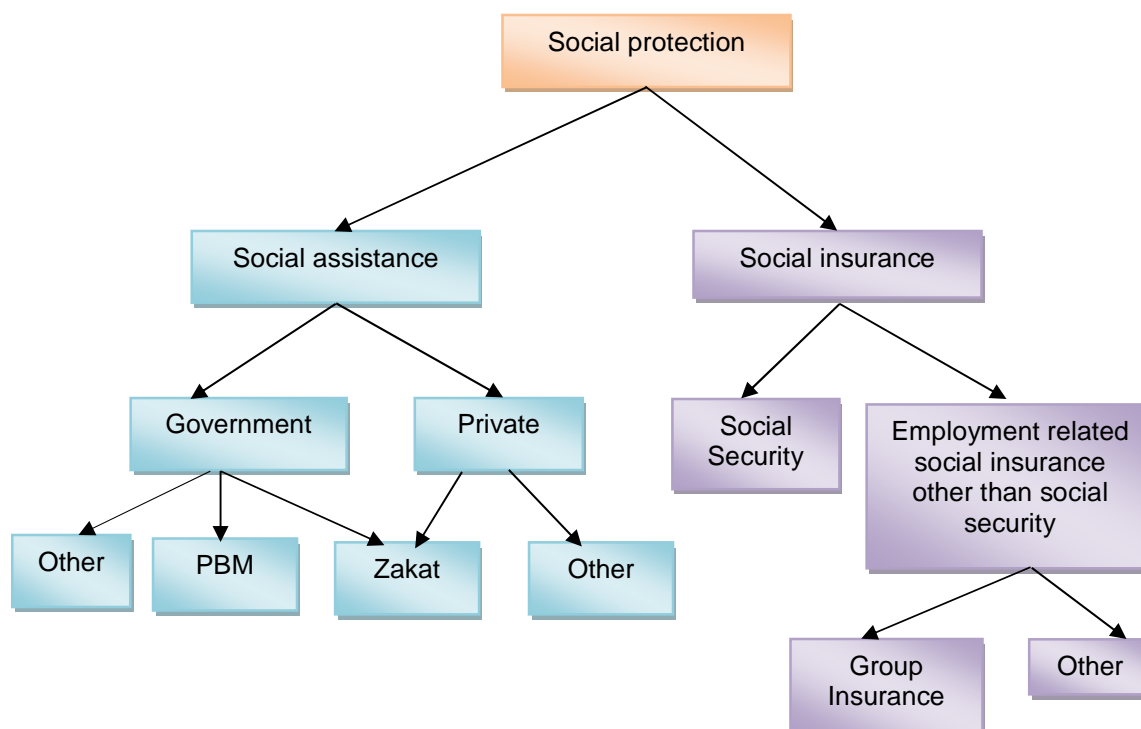 Social protection
Social assistance
Social insurance
Government
Private
Social
Security
Employment related
social insurance
other than social
security
Other
PBM
Zakat
Other
Group
Insurance
Other